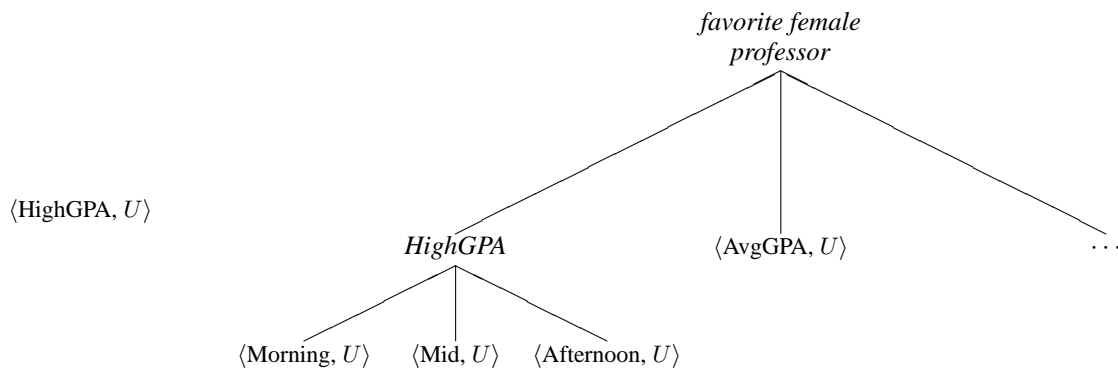 favorite female
professor
⟨HighGPA, U⟩
HighGPA
⟨AvgGPA, U⟩
···
⟨Morning, U⟩
⟨Mid, U⟩
⟨Afternoon, U⟩